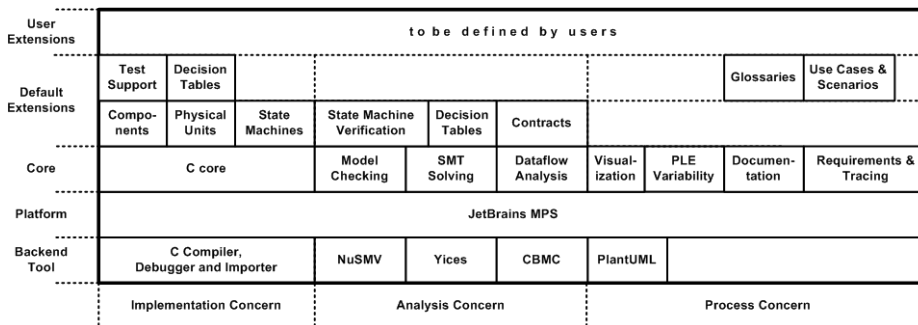 User
Extensions
to be defined by users
Default
Extensions
Test
Support
Decision
Tables
Glossaries
Use Cases &
Scenarios
Compo-
nents
Physical
Units
State
Machines
State Machine
Verification
Decision
Tables
Contracts
Core
C core
Model
Checking
SMT
Solving
Dataflow
Analysis
Visual-
ization
PLE
Variability
Documen-
tation
Requirements &
Tracing
Platform
JetBrains MPS
Backend
Tool
C Compiler,
Debugger and Importer
NuSMV
Yices
CBMC
PlantUML
Implementation Concern
Analysis Concern
Process Concern